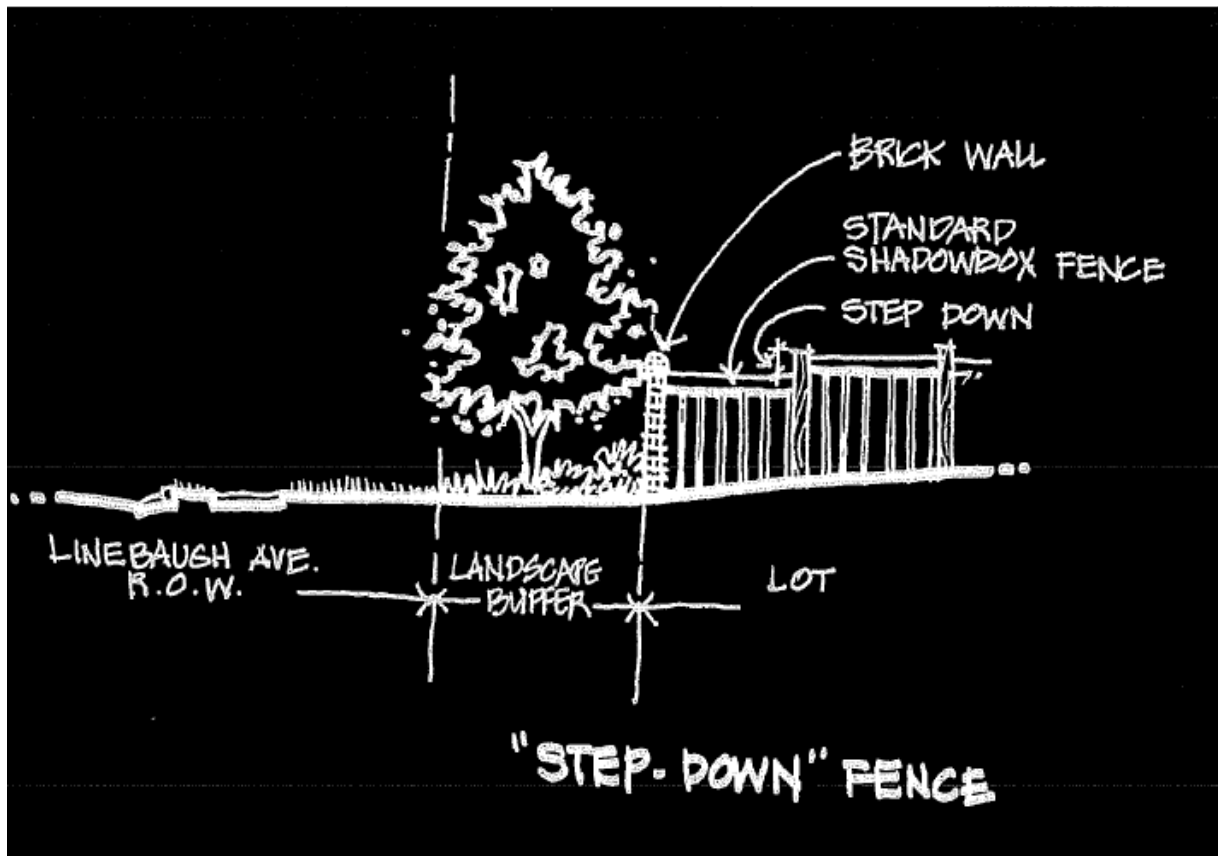 BRICK WALL
STANDARD
SHADOWBOX FENCE
STEP DOWN
LINEBAUGH AVE.
R.O.W.
LANDSCAPE
BUFFER
LOT
"STEP-DOWN" FENCE